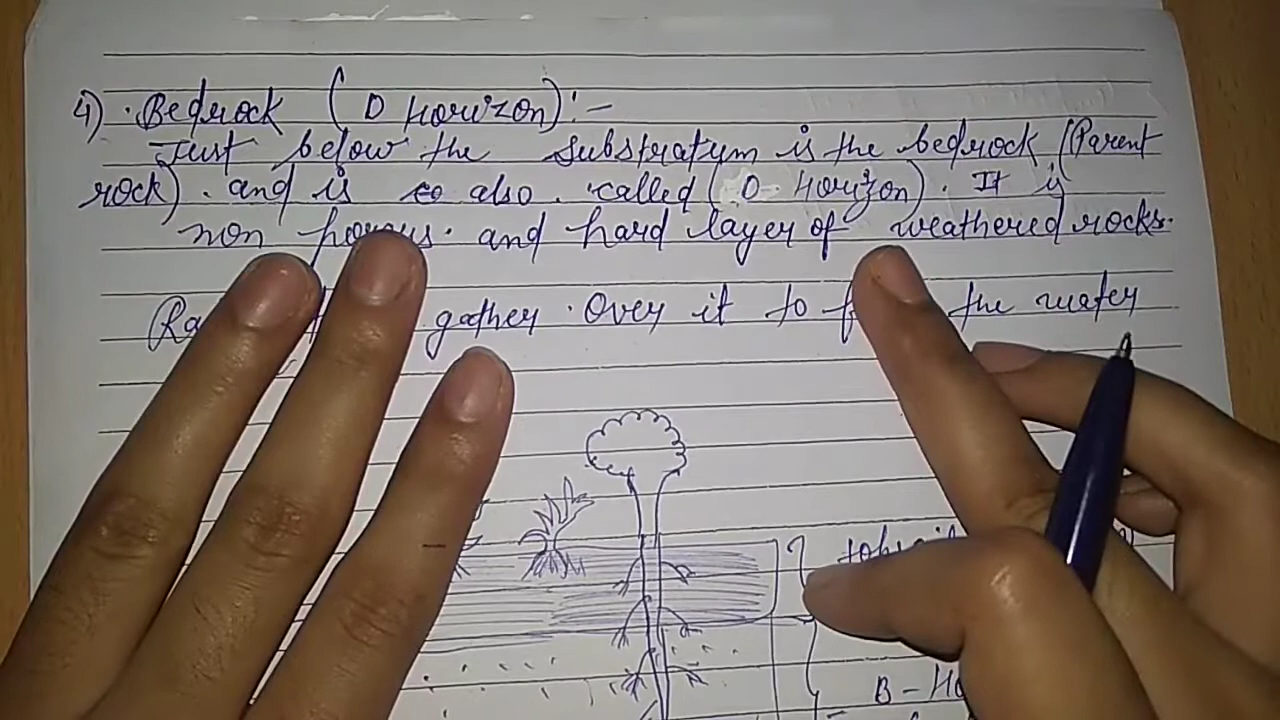 4) . Bedrock ( D Horizon) :-
Just below the substratum is the bedrock (Parent
rock) . and is also . called ( D - Horizon) . It is
non porous . and hard layer of weathered rocks.
gather . Over it to the water
B -